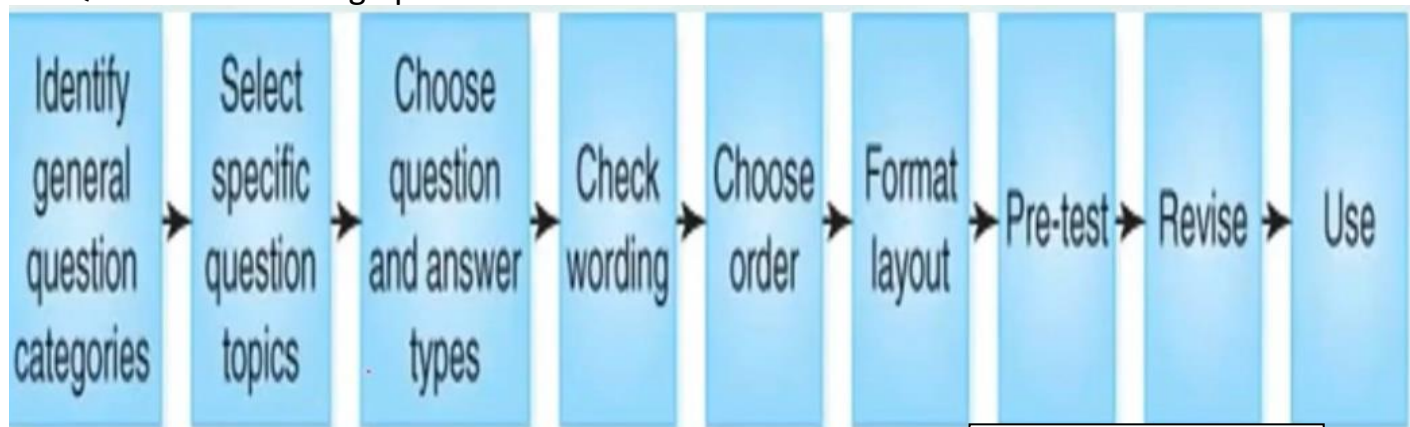 Identify
general
question
categories
Select
specific
question
topics
Choose
question
and answer
types
Check
wording
Choose
order
Format
layout
Pre-test
Revise
Use